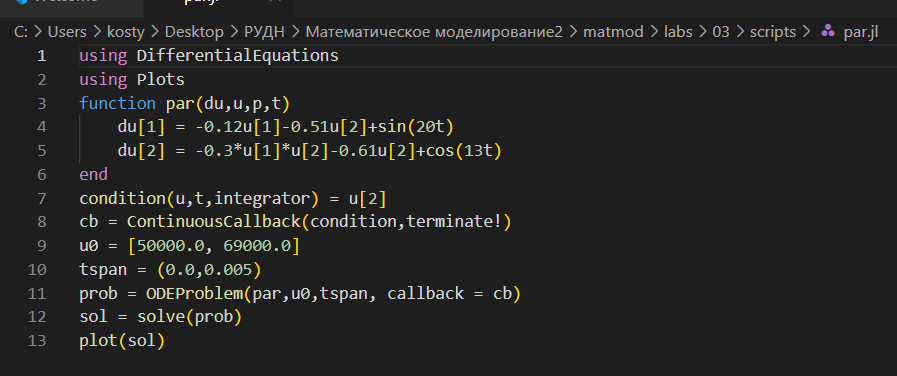 C: > Users > kosty > Desktop > РУДН > Математическое моделирование2 > matmod > labs > 03 > scripts > par.jl
1 using DifferentialEquations
2 using Plots
3 function par(du,u,p,t)
4 du[1] = -0.12u[1]-0.51u[2]+sin(20t)
5 du[2] = -0.3*u[1]*u[2]-0.61u[2]+cos(13t)
6 end
7 condition(u,t,integrator) = u[2]
8 cb = ContinuousCallback(condition,terminate!)
9 u0 = [50000.0, 69000.0]
10 tspan = (0.0,0.005)
11 prob = ODEProblem(par,u0,tspan, callback = cb)
12 sol = solve(prob)
13 plot(sol)